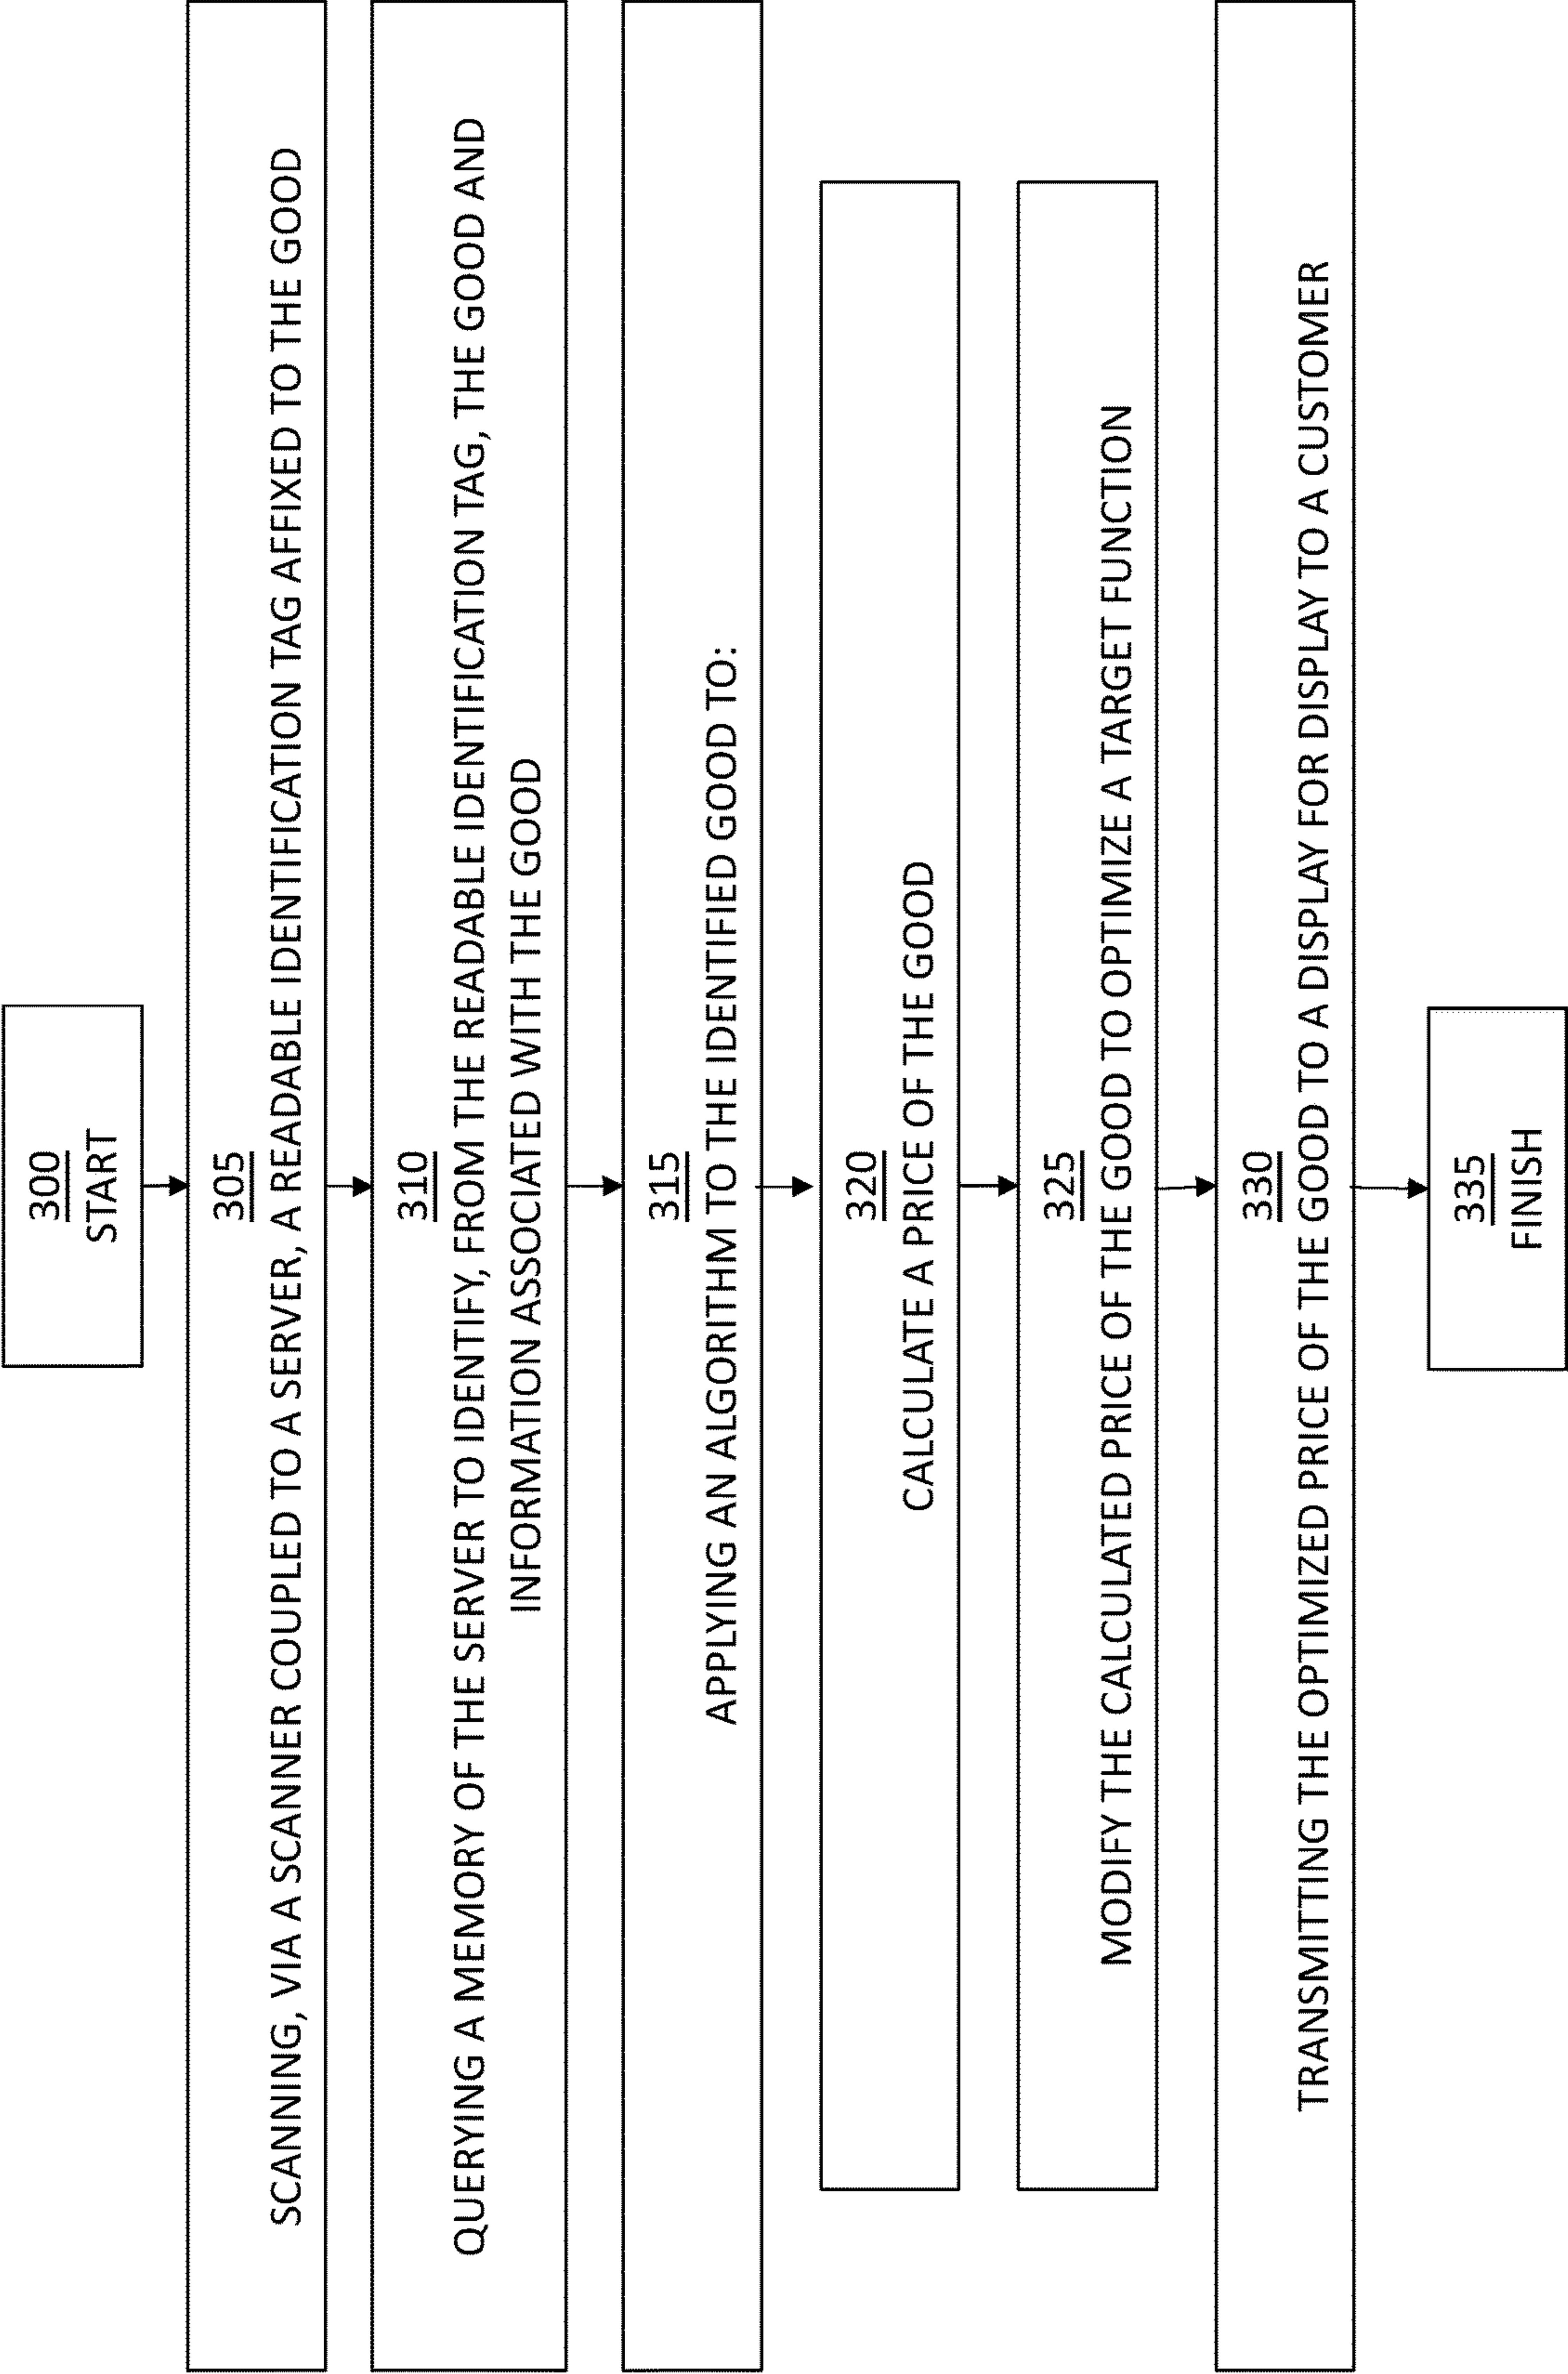 300
START
305
SCANNING, VIA A SCANNER COUPLED TO A SERVER, A READABLE IDENTIFICATION TAG AFFIXED TO THE GOOD
310
QUERYING A MEMORY OF THE SERVER TO IDENTIFY, FROM THE READABLE IDENTIFICATION TAG, THE GOOD AND
INFORMATION ASSOCIATED WITH THE GOOD
315
APPLYING AN ALGORITHM TO THE IDENTIFIED GOOD TO:
320
CALCULATE A PRICE OF THE GOOD
325
MODIFY THE CALCULATED PRICE OF THE GOOD TO OPTIMIZE A TARGET FUNCTION
330
TRANSMITTING THE OPTIMIZED PRICE OF THE GOOD TO A DISPLAY FOR DISPLAY TO A CUSTOMER
335
FINISH